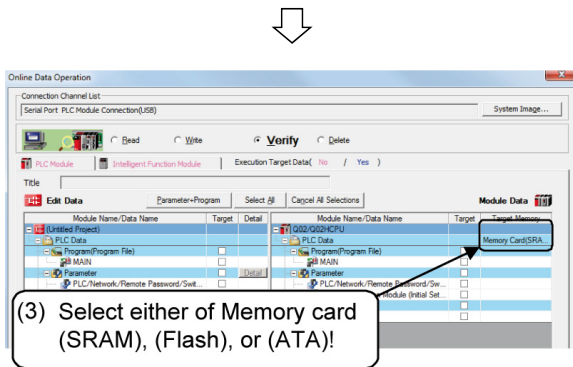 Online Data Operation
Connection Channel List
Serial Port PLC Module Connection(USB)
System Image...
Read Write Verify Delete
PLC Module Intelligent Function Module Execution Target Data( No / Yes )
Title
Edit Data Parameter+Program Select All Cancel All Selections Module Data
Module Name/Data Name Target Detail Module Name/Data Name Target Target Memory
(Untitled Project) Q02/Q02HCPU
PLC Data PLC Data Memory Card(SRA...
Program(Program File) Program(Program File)
MAIN MAIN
Parameter Detail Parameter
PLC/Network/Remote Password/Swit... PLC/Network/Remote Password/Sw...
Module (Initial Set...
(3) Select either of Memory card
(SRAM), (Flash), or (ATA)!